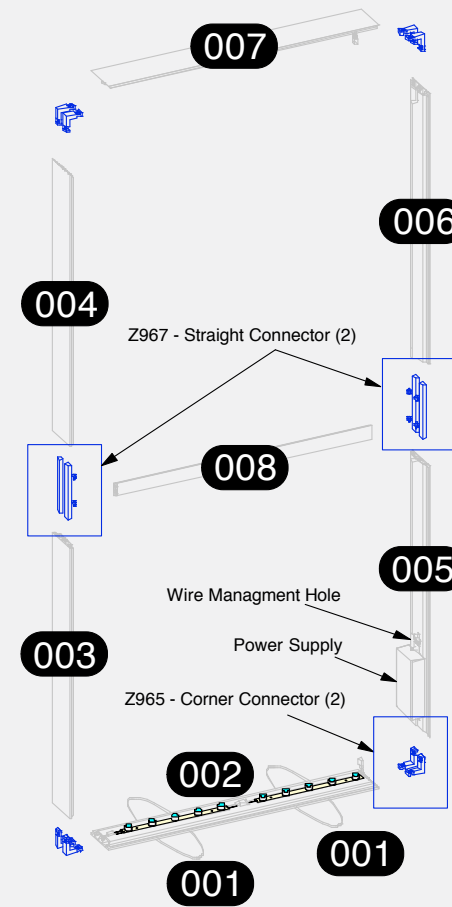 007
006
004
Z967 - Straight Connector (2)
008
005
Wire Managment Hole
003
Power Supply
Z965 - Corner Connector (2)
002
001
001